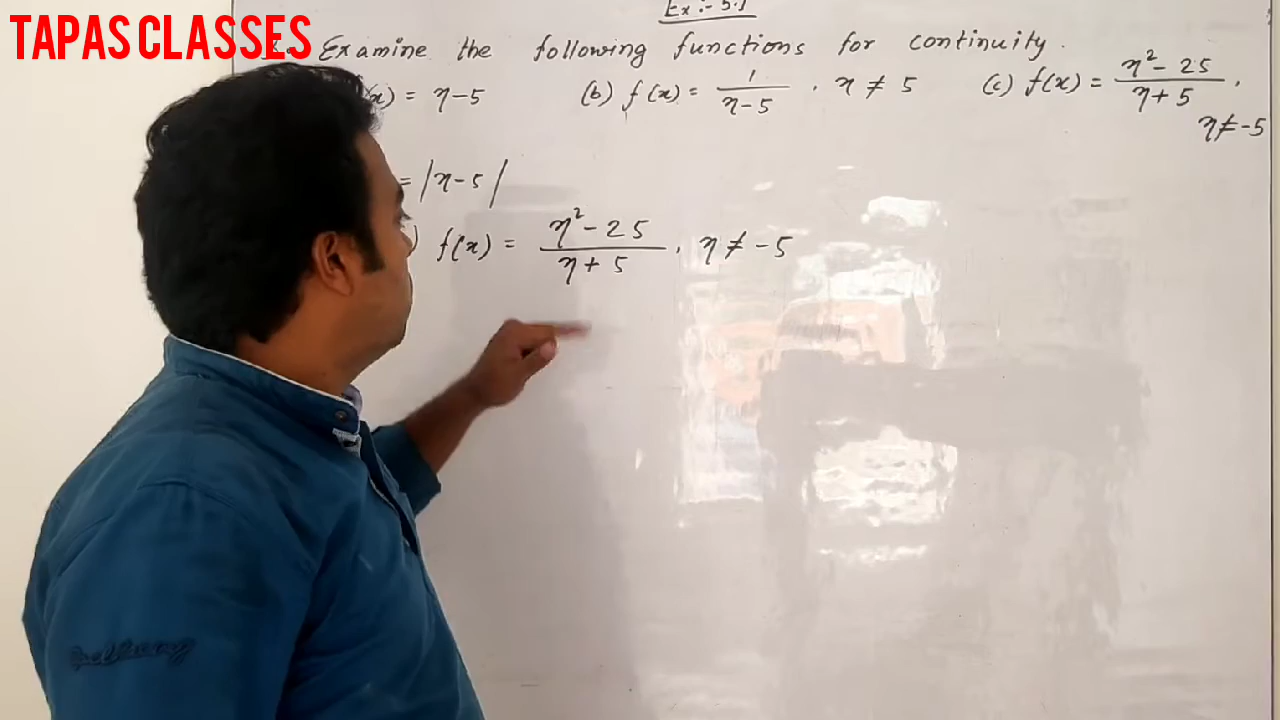 TAPAS CLASSES
Ex :- 5.1
Examine the following functions for continuity.
(x) = x-5 (b) f(x) = 1/(x-5) , x ≠ 5 (c) f(x) = (x²-25)/(x+5) ,
x ≠ -5
= |x-5|
) f(x) = (x²-25)/(x+5) , x ≠ -5